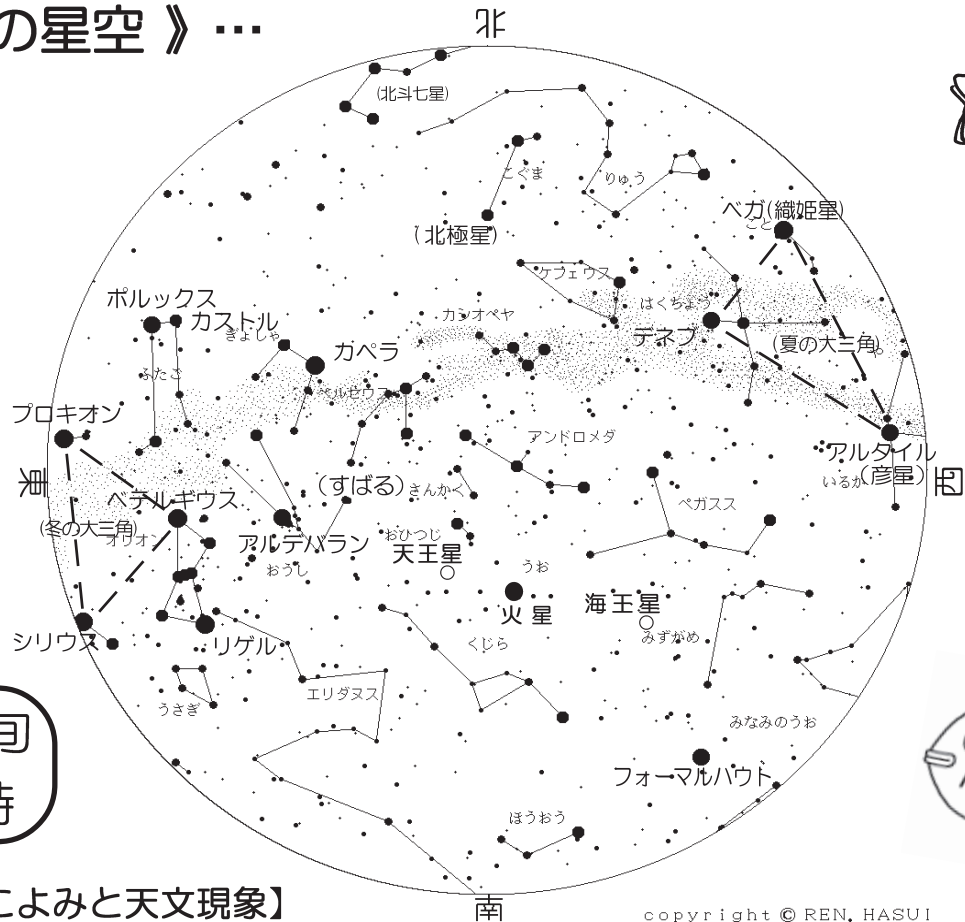 の星空 》…
北
(北斗七星)
こぐま
りゅう
(北極星)
ベガ(織姫星)
こと
ケフェウス
はくちょう
デネブ
(夏の大三角)
ポルックス
カストル
ぎょしゃ
カペラ
カシオペヤ
ふたご
ペルセウス
プロキオン
アンドロメダ
アルタイル
(彦星)
いるか
東
西
(すばる)
さんかく
ペガスス
ベテルギウス
(冬の大三角)
オリオン
アルデバラン
おうし
おひつじ
天王星
うお
火星
海王星
みずがめ
シリウス
リゲル
くじら
エリダヌス
うさぎ
みなみのうお
フォーマルハウト
ほうおう
旬
時
こよみと天文現象】
南
copyright © REN. HASUI